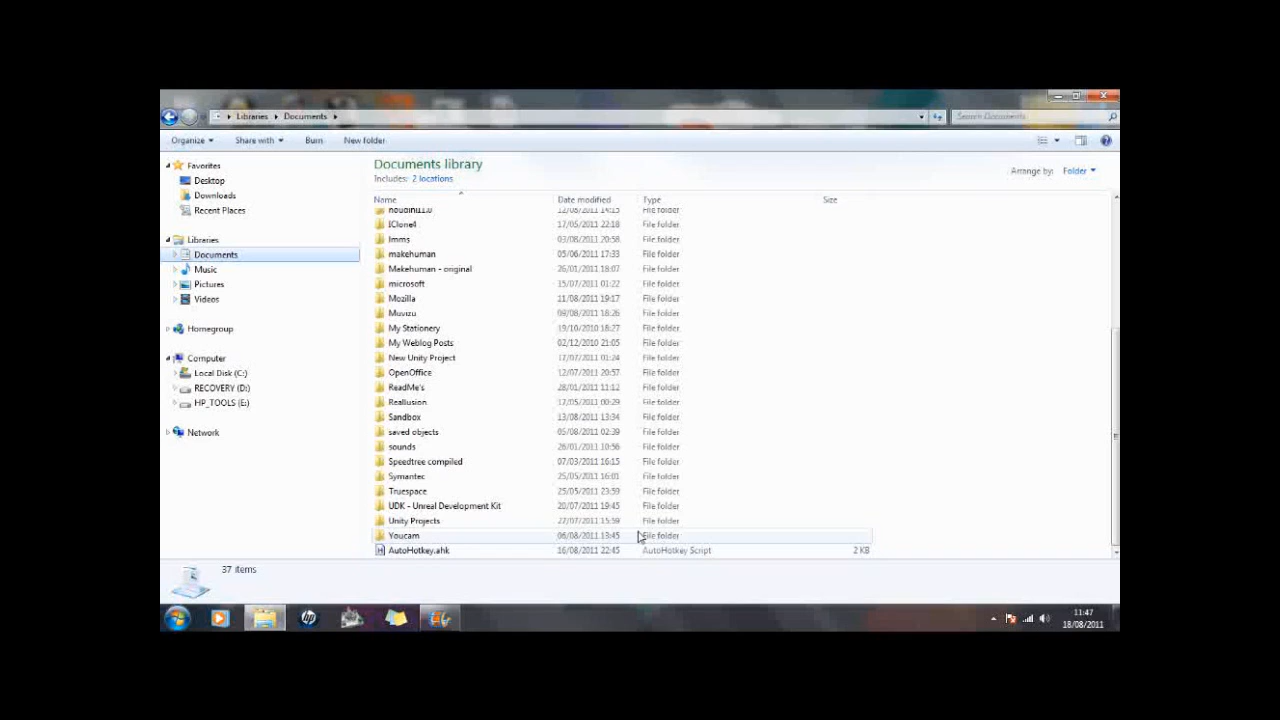 Libraries Documents
Search Documents
Organize Share with Burn New folder
Favorites
Desktop
Downloads
Recent Places
Libraries
Documents
Music
Pictures
Videos
Homegroup
Computer
Local Disk (C:)
RECOVERY (D:)
HP_TOOLS (E:)
Network
Documents library
Includes: 2 locations
Arrange by: Folder
Name Date modified Type Size
houdini11.0 12/08/2011 14:15 File folder
IClone4 17/05/2011 22:18 File folder
Imms 03/08/2011 20:58 File folder
makehuman 05/06/2011 17:33 File folder
Makehuman - original 26/01/2011 18:07 File folder
microsoft 15/07/2011 01:22 File folder
Mozilla 11/08/2011 19:17 File folder
Muvizu 09/08/2011 18:26 File folder
My Stationery 19/10/2010 18:27 File folder
My Weblog Posts 02/12/2010 21:05 File folder
New Unity Project 17/07/2011 01:24 File folder
OpenOffice 12/07/2011 20:57 File folder
ReadMe's 28/01/2011 11:12 File folder
Reallusion 17/05/2011 00:29 File folder
Sandbox 13/08/2011 13:34 File folder
saved objects 05/08/2011 02:39 File folder
sounds 26/01/2011 10:56 File folder
Speedtree compiled 07/03/2011 16:15 File folder
Symantec 25/05/2011 16:01 File folder
Truespace 25/05/2011 23:59 File folder
UDK - Unreal Development Kit 20/07/2011 19:45 File folder
Unity Projects 27/07/2011 15:59 File folder
Youcam 06/08/2011 13:45 File folder
AutoHotkey.ahk 16/08/2011 22:45 AutoHotkey Script 2 KB
37 items
11:47
18/08/2011